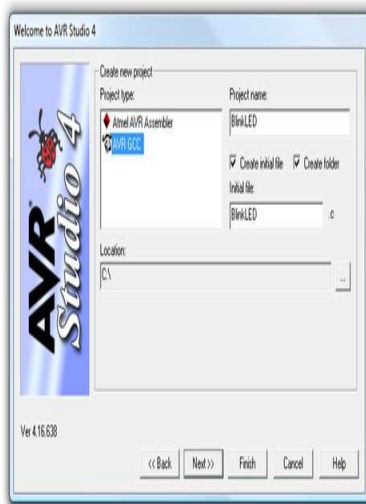 Welcome to AVR Studio 4
Create new project
Project type:
Project name:
Atmel AVR Assembler
AVR GCC
BlinkLED
Create initial file
Create folder
Initial file:
BlinkLED
.c
Location:
C:\
...
AVR
Studio 4
Ver 4.16.638
<< Back
Next >>
Finish
Cancel
Help